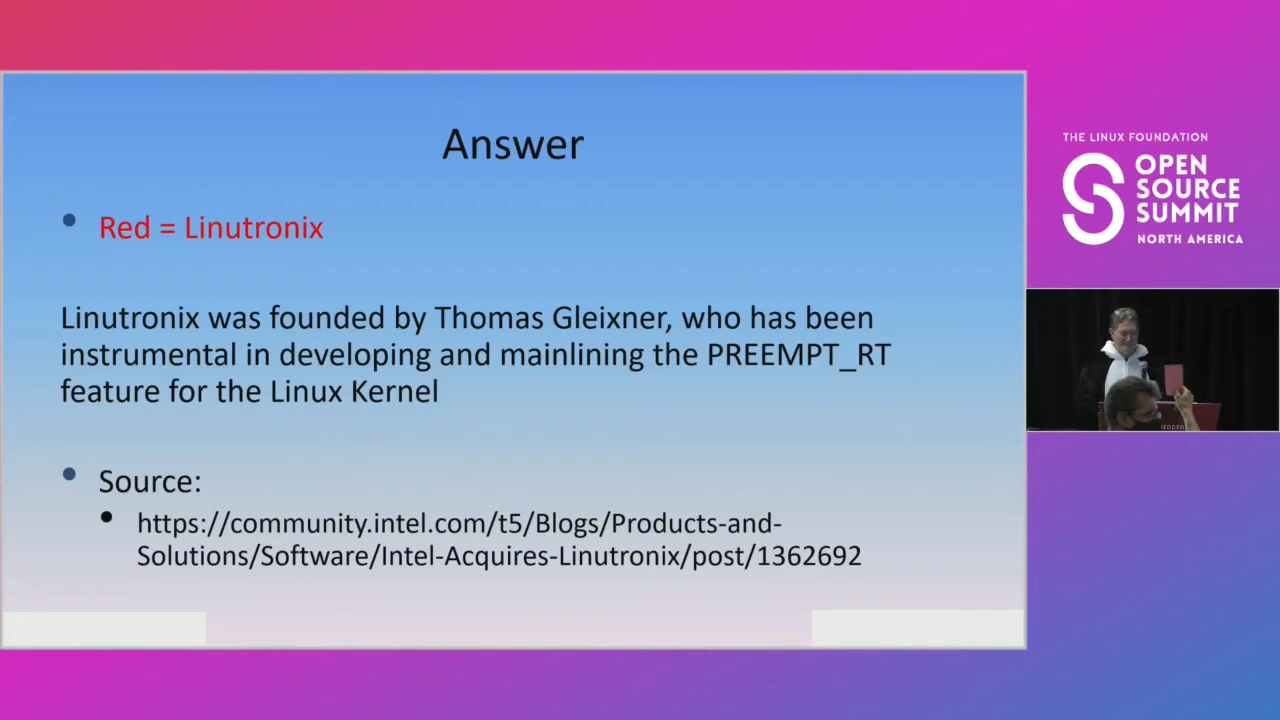 Answer
Red = Linutronix
Linutronix was founded by Thomas Gleixner, who has been
instrumental in developing and mainlining the PREEMPT_RT
feature for the Linux Kernel
Source:
https://community.intel.com/t5/Blogs/Products-and-
Solutions/Software/Intel-Acquires-Linutronix/post/1362692
THE LINUX FOUNDATION
OPEN
SOURCE
SUMMIT
NORTH AMERICA